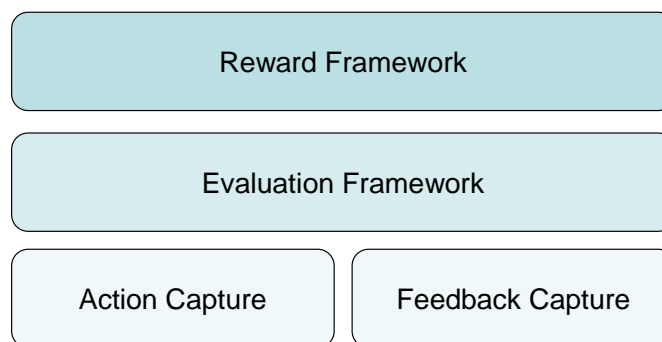 Reward Framework
Evaluation Framework
Action Capture
Feedback Capture